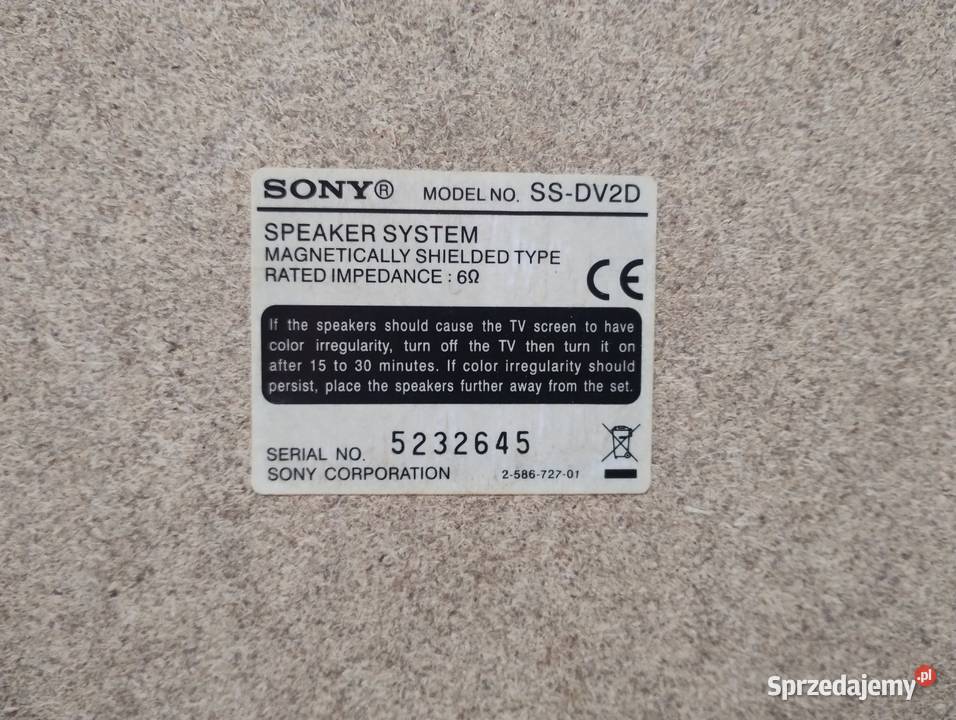 SONY® MODEL NO. SS-DV2D
SPEAKER SYSTEM
MAGNETICALLY SHIELDED TYPE
RATED IMPEDANCE : 6Ω
CE
If the speakers should cause the TV screen to have
color irregularity, turn off the TV then turn it on
after 15 to 30 minutes. If color irregularity should
persist, place the speakers further away from the set.
SERIAL NO. 5232645
SONY CORPORATION 2-586-727-01
Sprzedajemy.pl